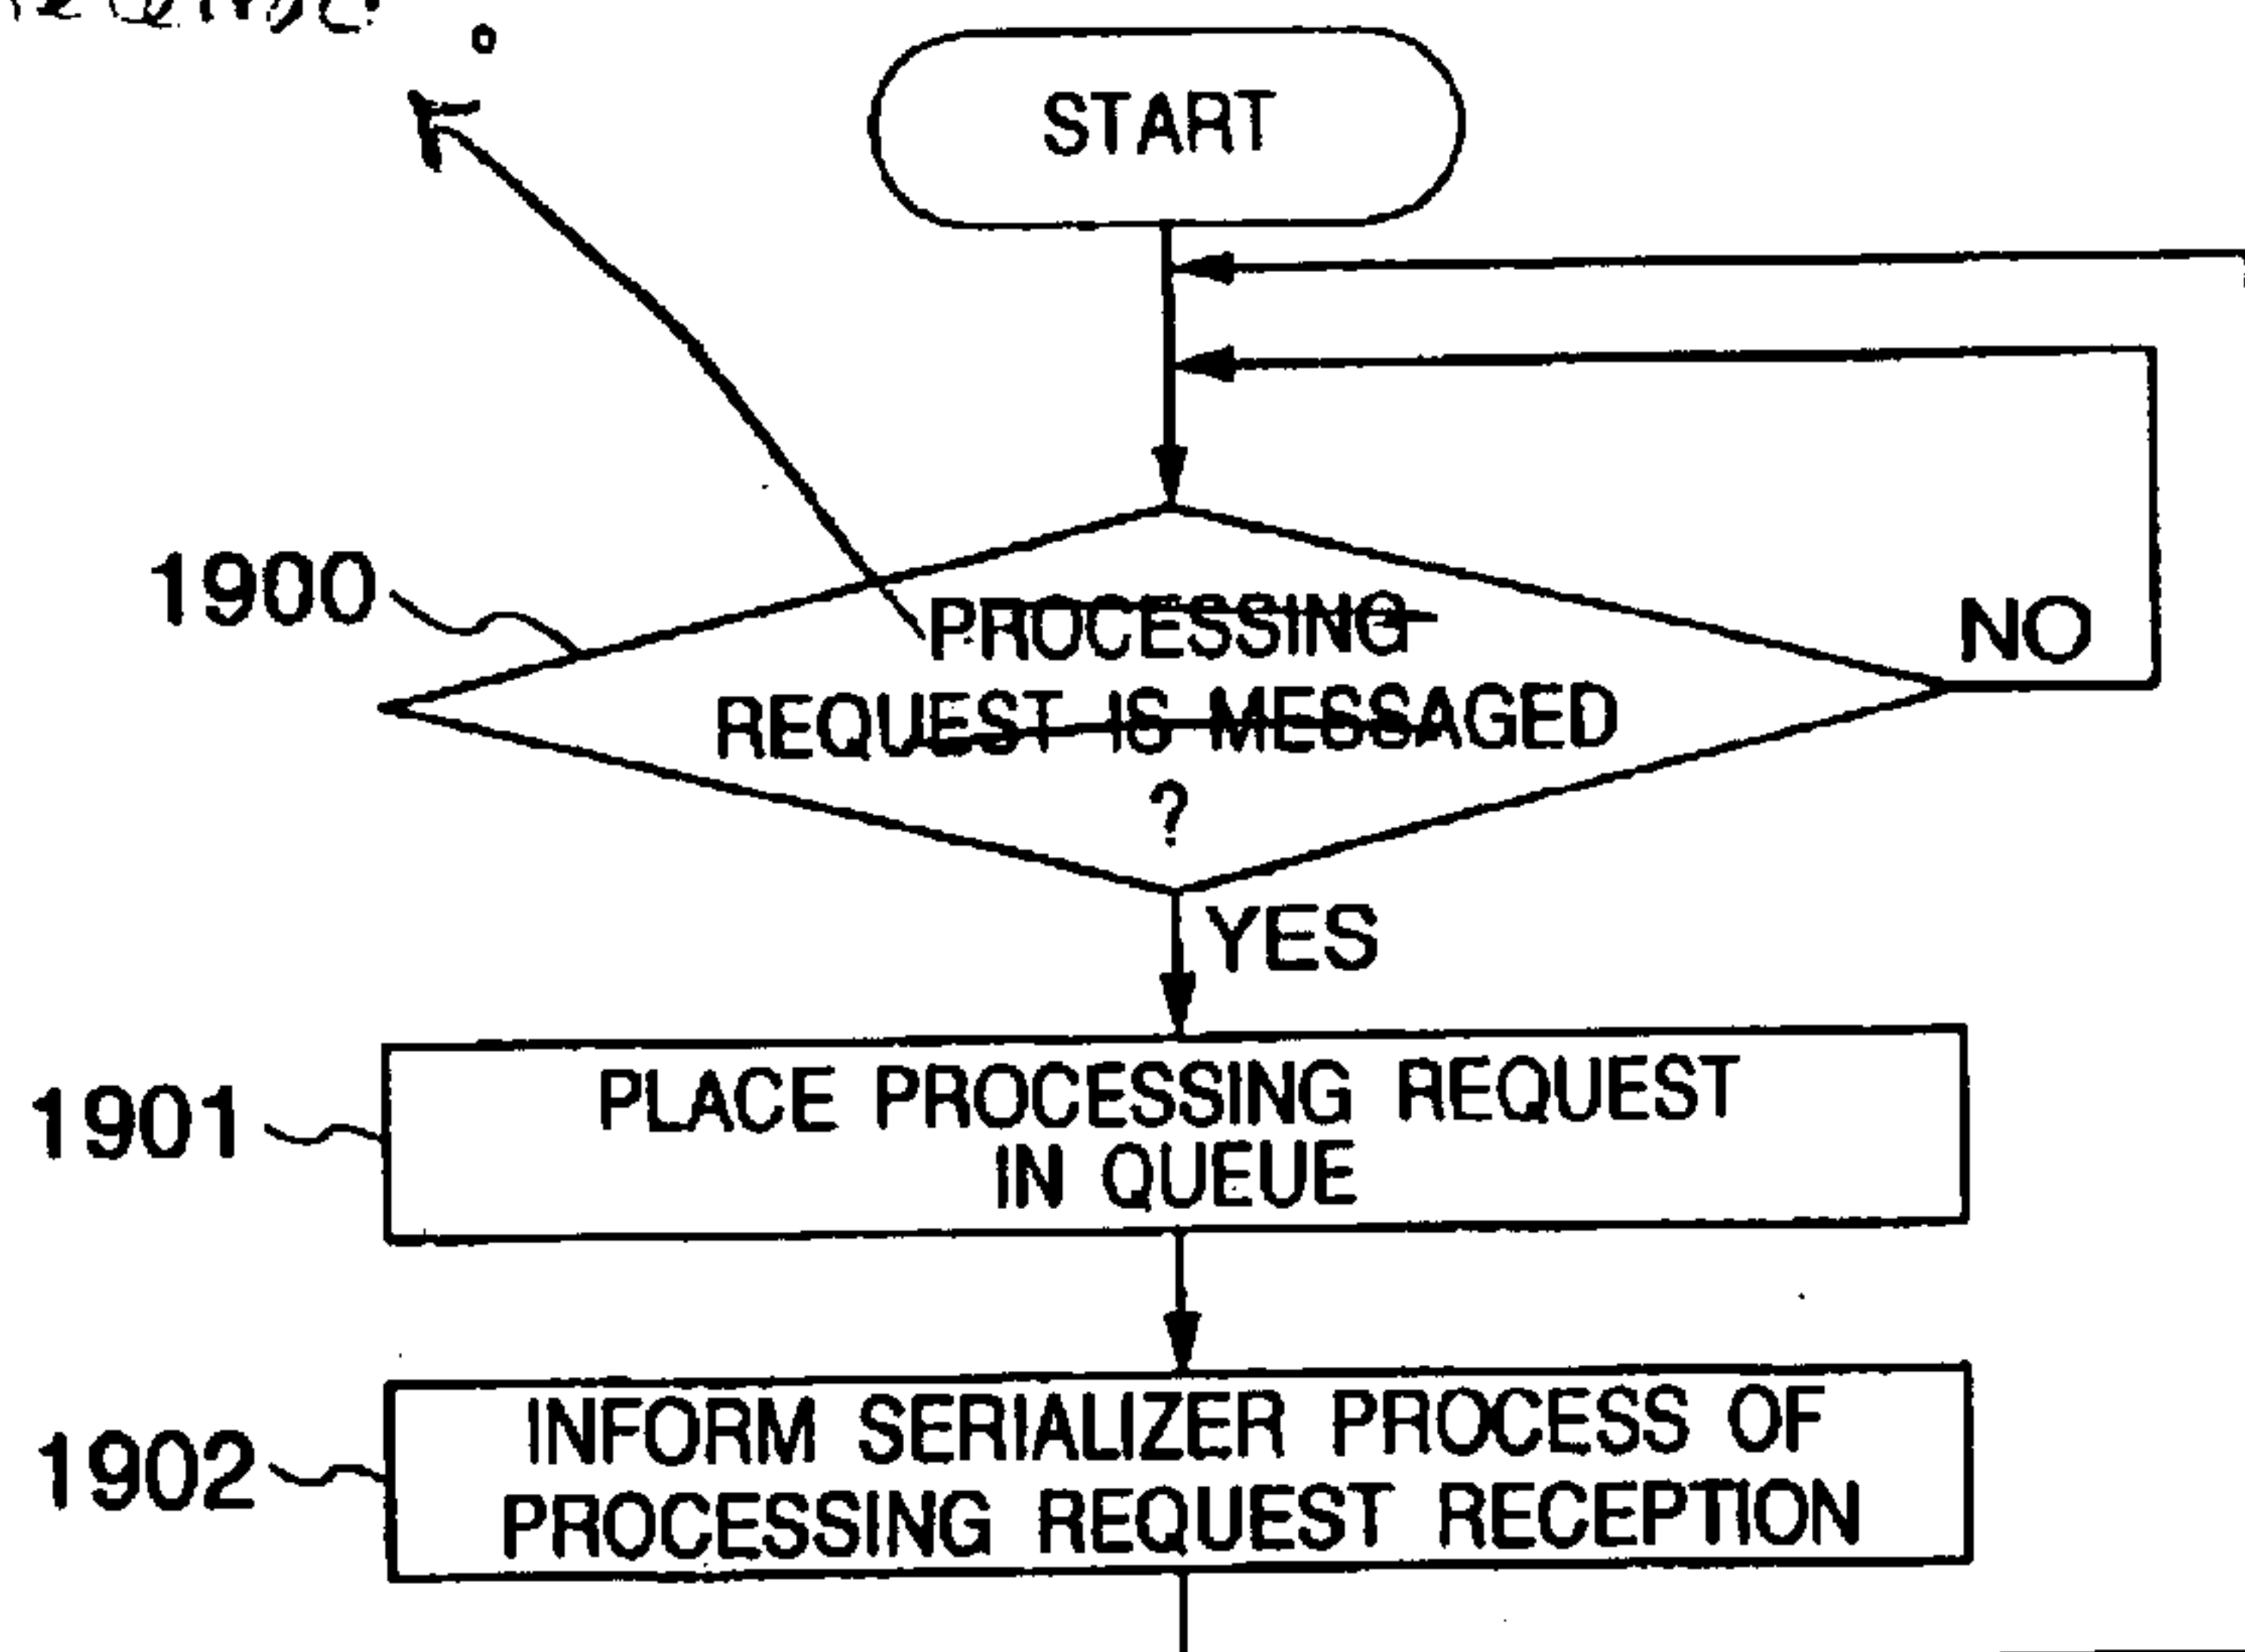 START
1900
PROCESSING
NO
REQUEST IS MESSAGED
?
YES
1901
PLACE PROCESSING REQUEST
IN QUEUE
1902
INFORM SERIALIZER PROCESS OF
PROCESSING REQUEST RECEPTION